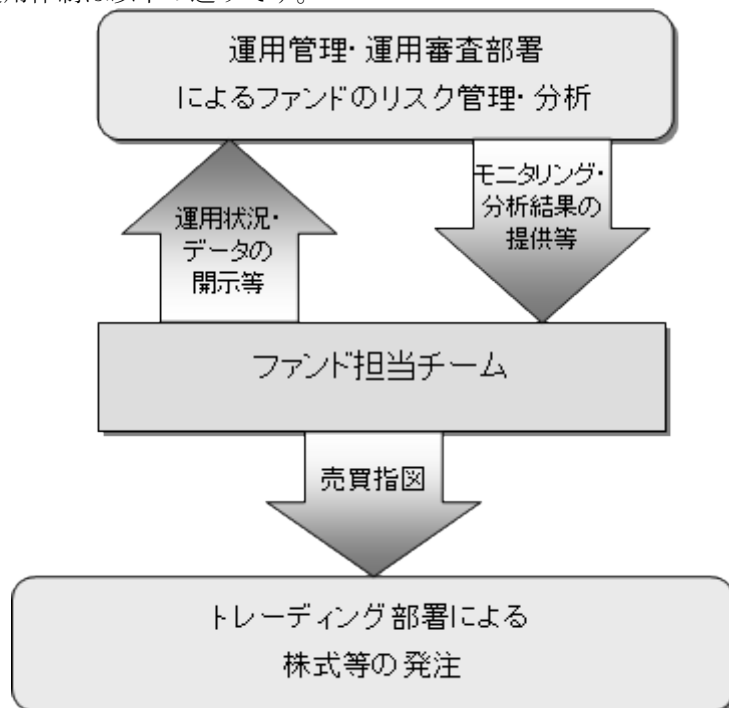 運用管理・運用審査部署
によるファンドのリスク管理・分析
運用状況・
データの
開示等
モニタリング・
分析結果の
提供等
ファンド担当チーム
売買指図
トレーディング部署による
株式等の発注